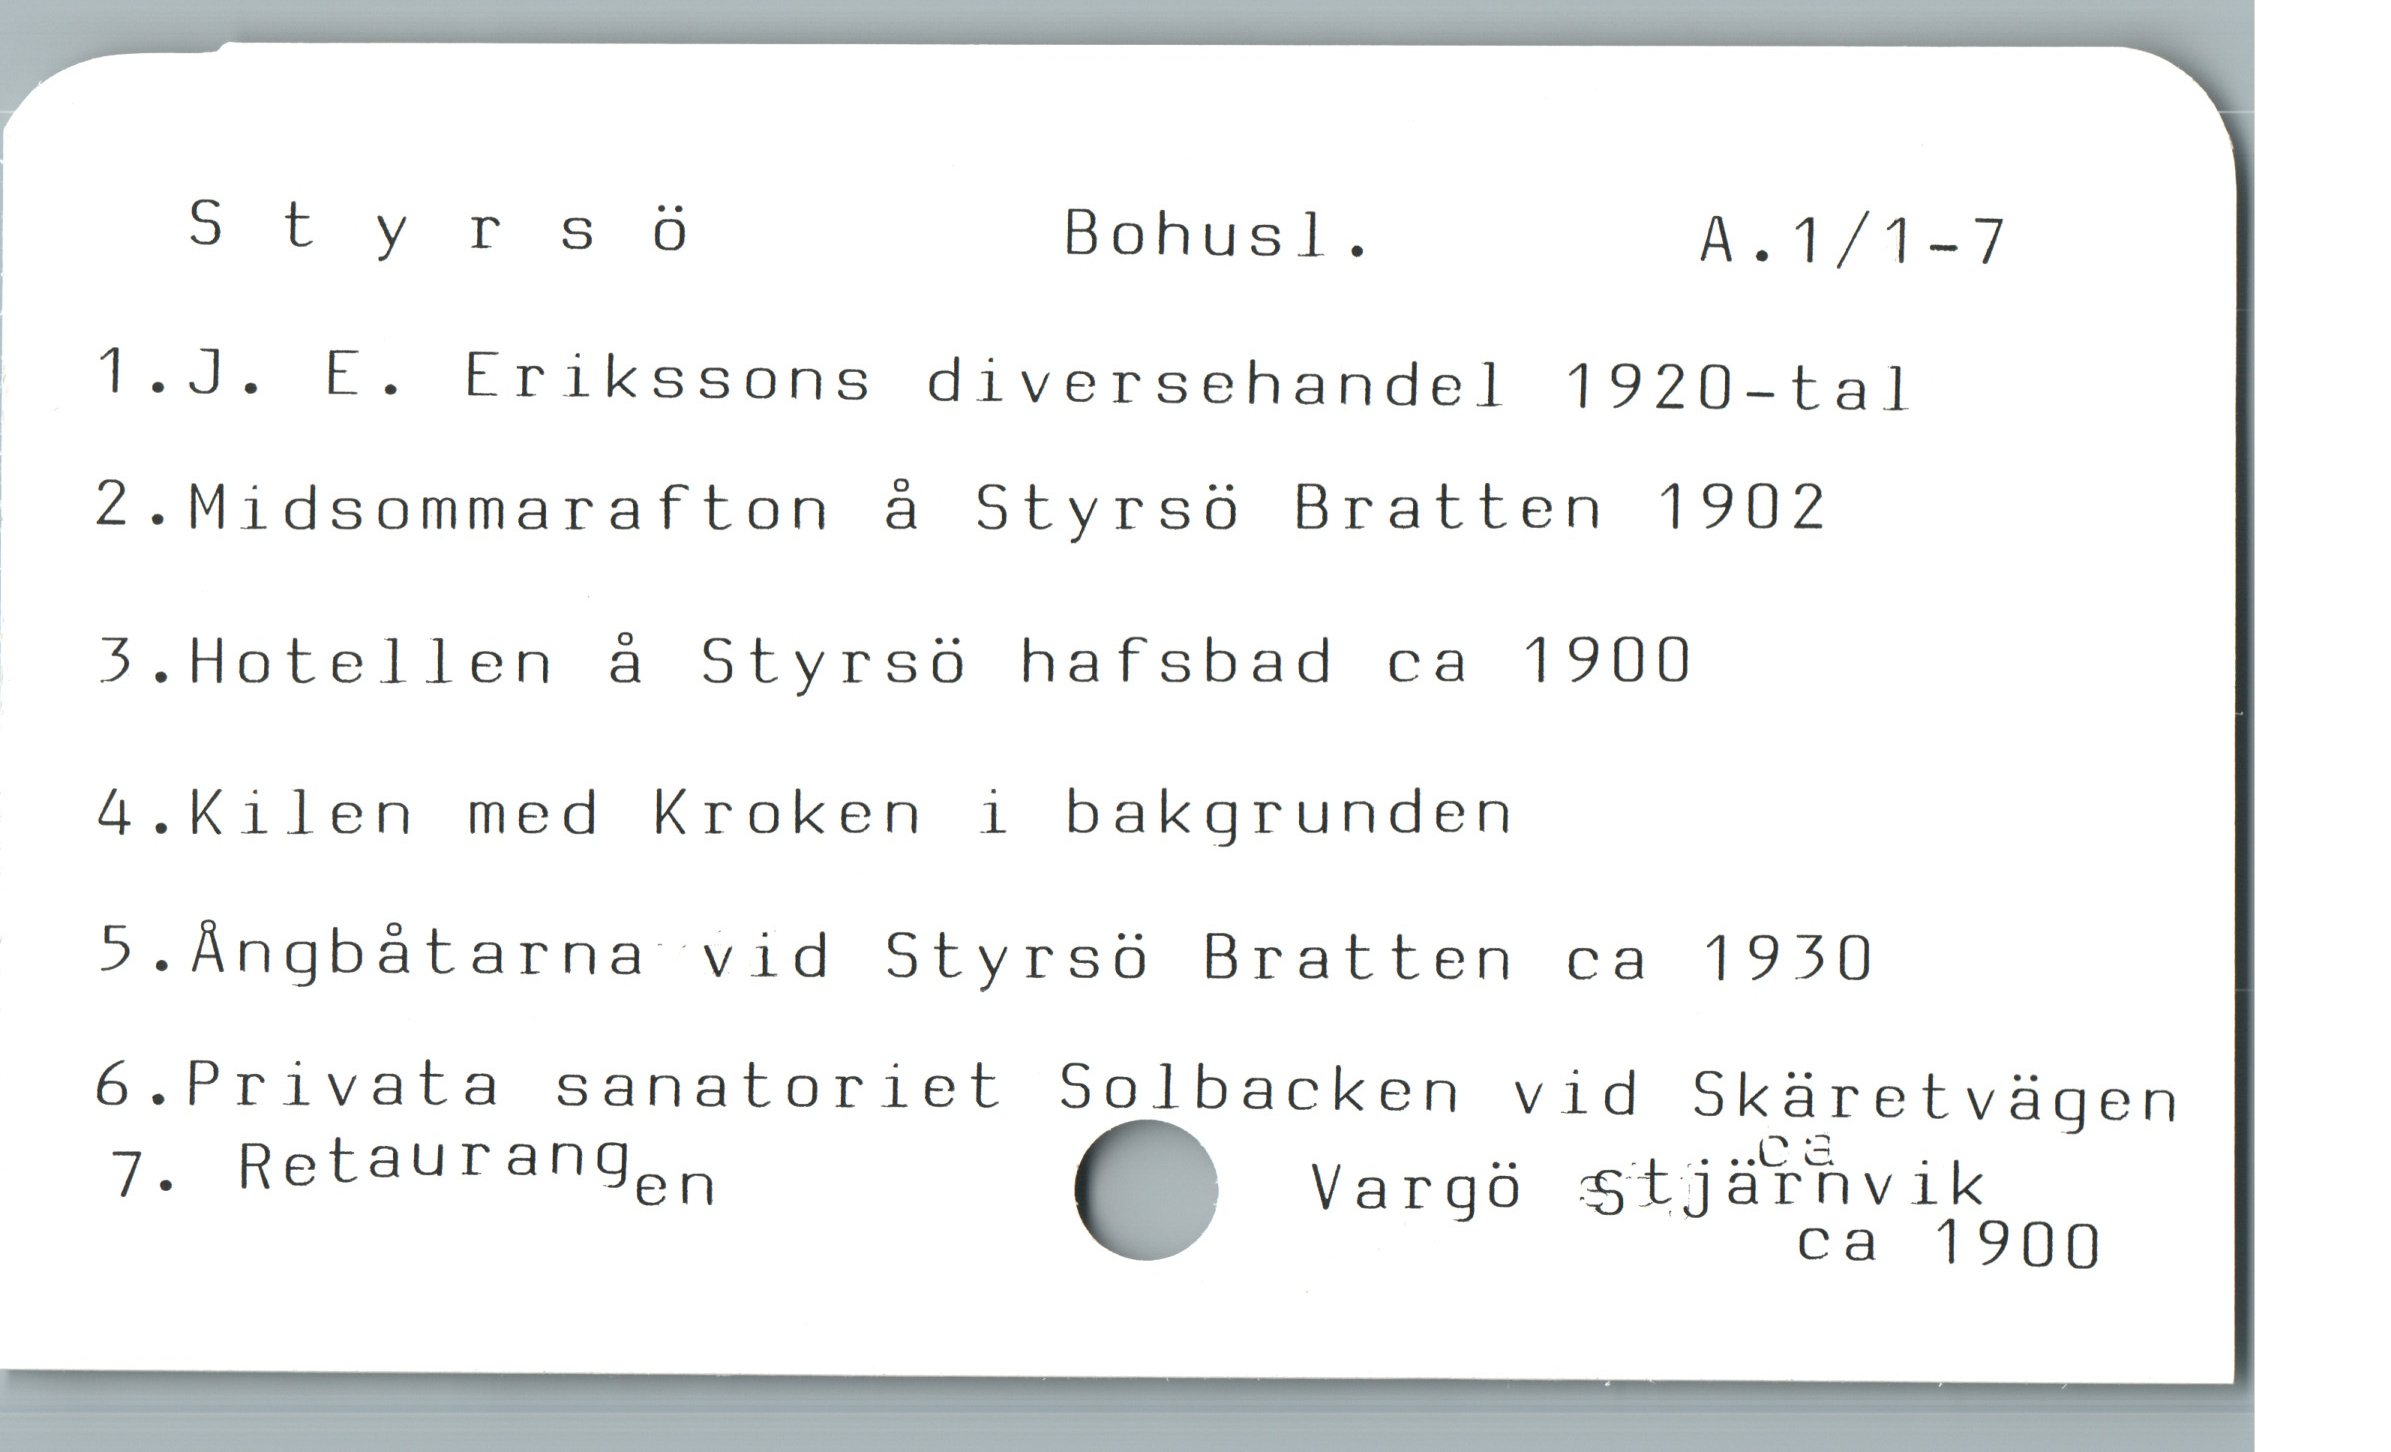 Styrsö Bohusl. A.1/1-7
1.J. E. Erikssons diversehandel 1920-tal
2.Midsommarafton å Styrsö Bratten 1902
3.Hotellen å Styrsö hafsbad ca 1900
4.Kilen med Kroken i bakgrunden
5.Ångbåtarna vid Styrsö Bratten ca 1930
6.Privata sanatoriet Solbacken vid Skäretvägen
7. Retaurangen Vargö stjärnvik
ca 1900